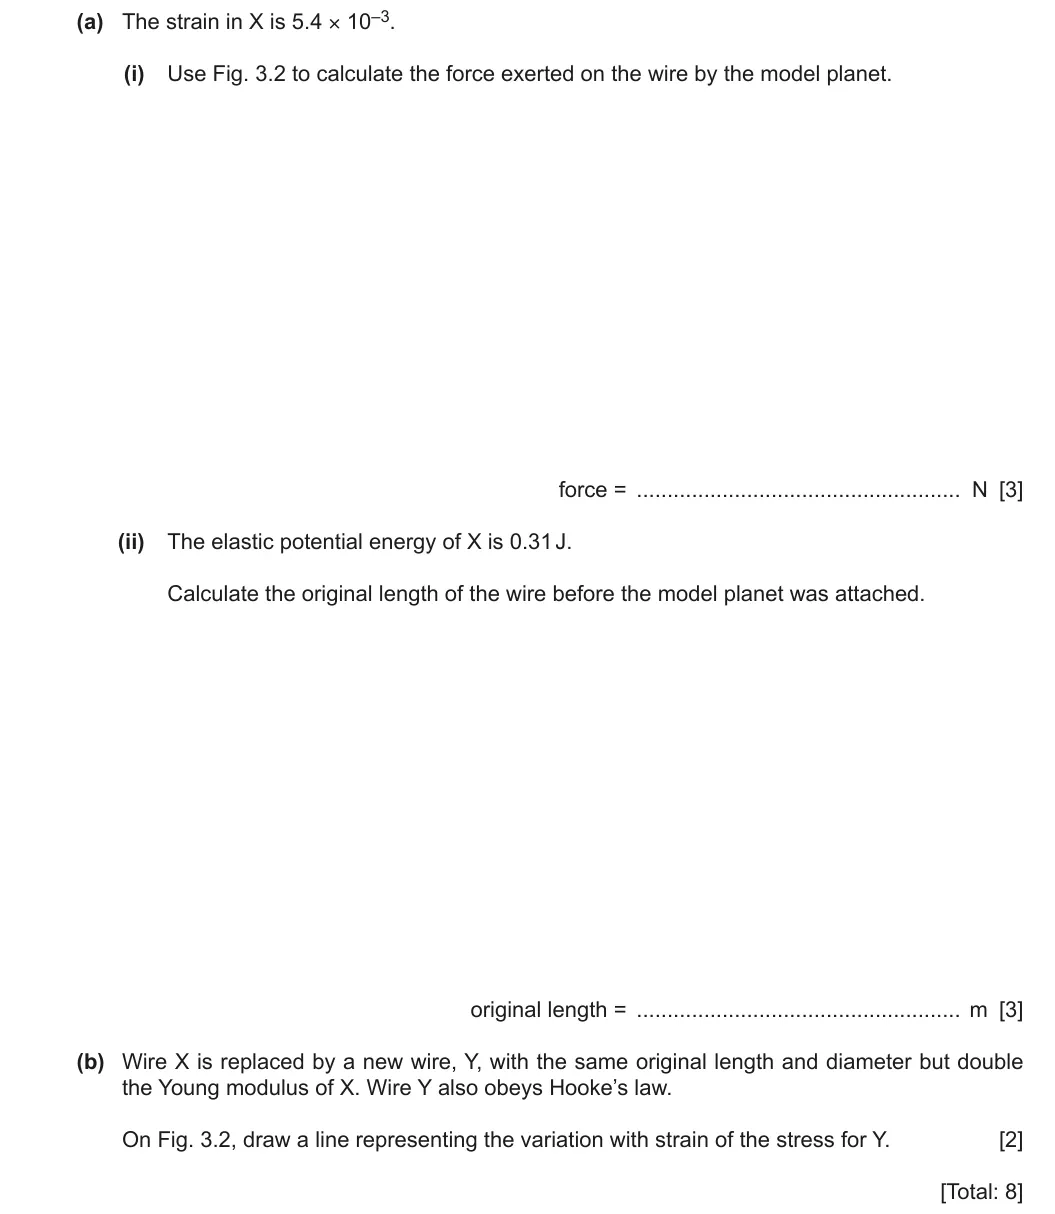 (a) The strain in X is 5.4 × 10⁻³.
(i) Use Fig. 3.2 to calculate the force exerted on the wire by the model planet.
force = ..................................................... N [3]
(ii) The elastic potential energy of X is 0.31 J.
Calculate the original length of the wire before the model planet was attached.
original length = ..................................................... m [3]
(b) Wire X is replaced by a new wire, Y, with the same original length and diameter but double
the Young modulus of X. Wire Y also obeys Hooke’s law.
On Fig. 3.2, draw a line representing the variation with strain of the stress for Y. [2]
[Total: 8]